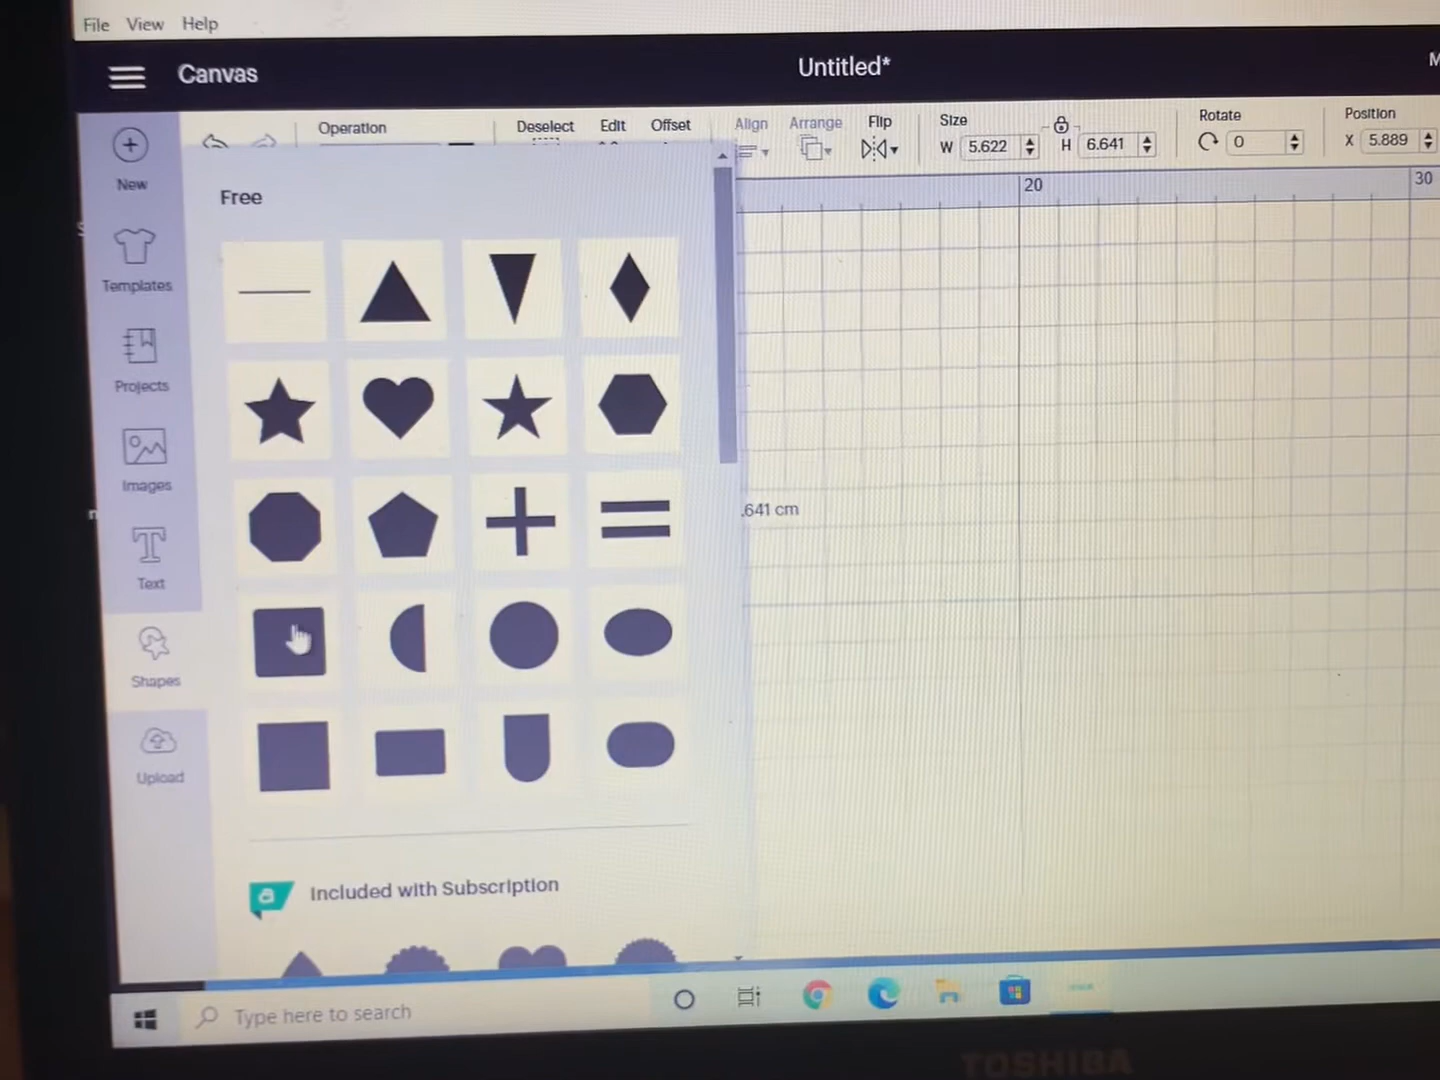 File View Help
Canvas
Untitled*
Operation
Deselect
Edit
Offset
Align
Arrange
Flip
Size
W 5.622
H 6.641
Rotate
0
Position
X 5.889
New
Templates
Projects
Images
Text
Shapes
Upload
Free
20
30
.641 cm
Included with Subscription
Type here to search
TOSHIBA